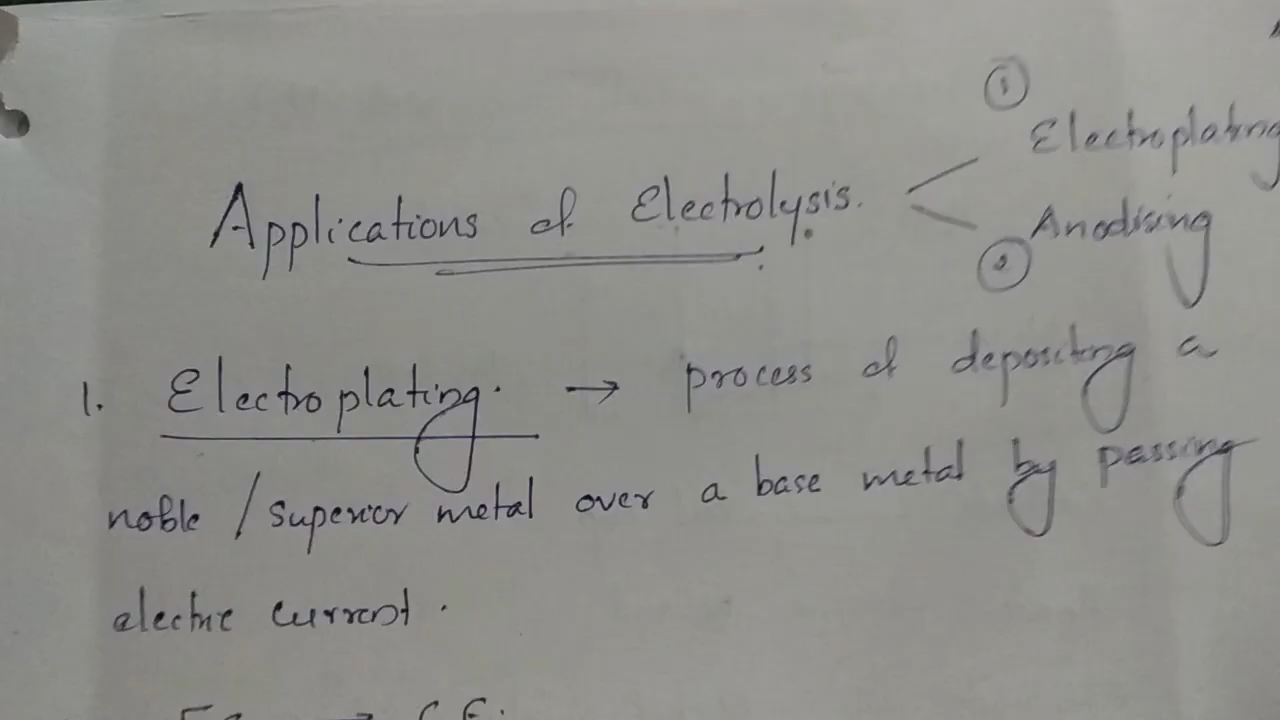 ①
Electroplating
Applications of Electrolysis.
Anodising
②
1. Electroplating. → process of depositing a
noble / superior metal over a base metal by passing
electric current.